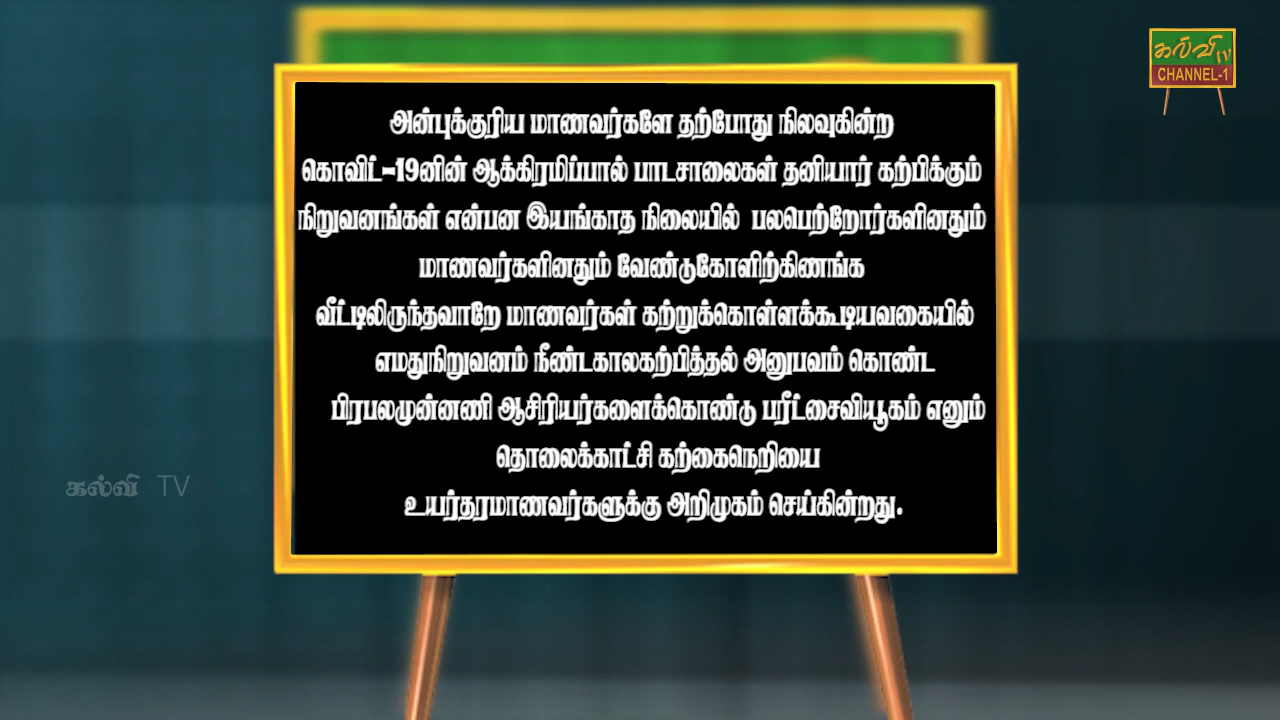 கல்வி TV
CHANNEL-1
அன்புக்குரிய மாணவர்களே தற்போது நிலவுகின்ற
கொவிட்-19னின் ஆக்கிரமிப்பால் பாடசாலைகள் தனியார் கற்பிக்கும்
நிறுவனங்கள் என்பன இயங்காத நிலையில் பலபெற்றோர்களினதும்
மாணவர்களினதும் வேண்டுகோளிற்கிணங்க
வீட்டிலிருந்தவாறே மாணவர்கள் கற்றுக்கொள்ளக்கூடியவகையில்
எமதுநிறுவனம் நீண்டகாலகற்பித்தல் அனுபவம் கொண்ட
பிரபலமுன்னணி ஆசிரியர்களைக்கொண்டு பரீட்சைவியூகம் எனும்
தொலைக்காட்சி கற்கைநெறியை
உயர்தரமாணவர்களுக்கு அறிமுகம் செய்கின்றது.
கல்வி TV